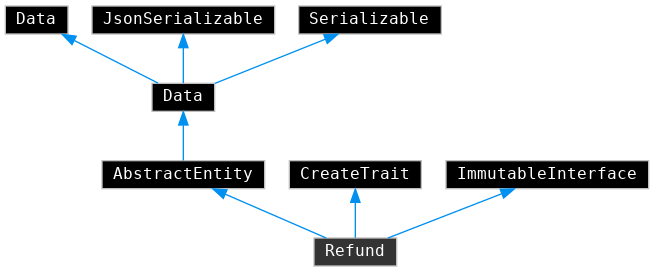 Data
JsonSerializable
Serializable
Data
AbstractEntity
CreateTrait
ImmutableInterface
Refund